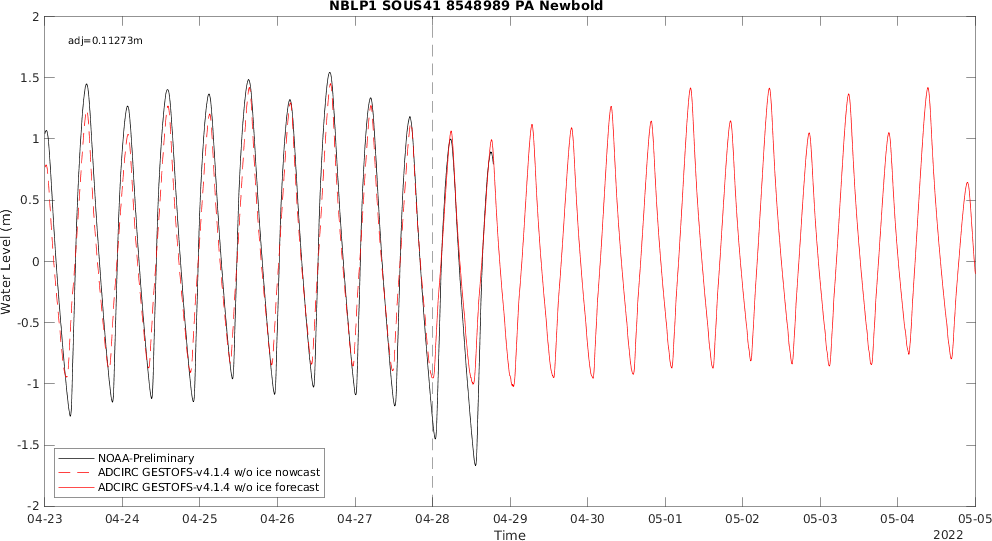 NBLP1 SOUS41 8548989 PA Newbold
adj=0.11273m
2
1.5
1
0.5
0
-0.5
-1
-1.5
-2
Water Level (m)
NOAA-Preliminary
ADCIRC GESTOFS-v4.1.4 w/o ice nowcast
ADCIRC GESTOFS-v4.1.4 w/o ice forecast
04-23 04-24 04-25 04-26 04-27 04-28 04-29 04-30 05-01 05-02 05-03 05-04 05-05
Time
2022